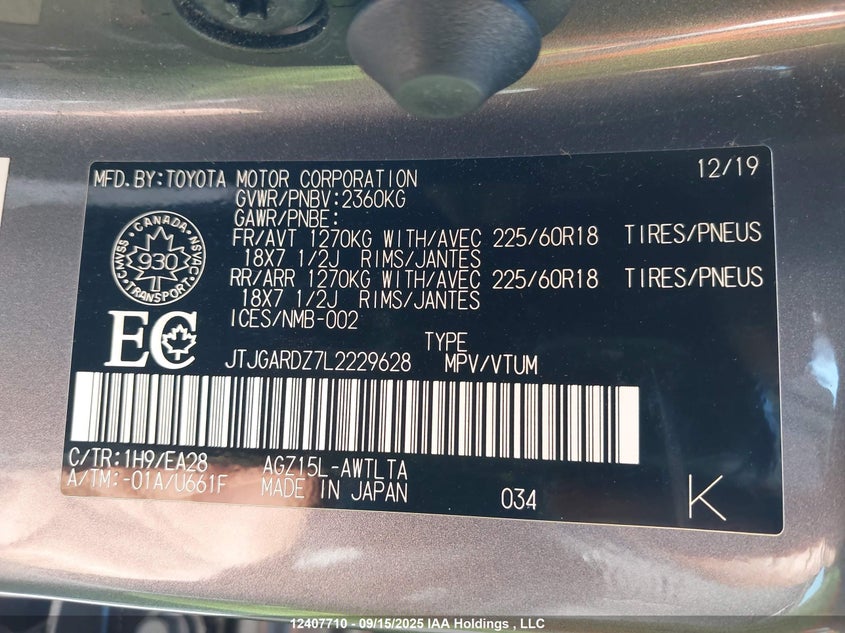 MFD.BY:TOYOTA MOTOR CORPORATION 12/19
GVWR/PNBV:2360KG
GAWR/PNBE:
FR/AVT 1270KG WITH/AVEC 225/60R18 TIRES/PNEUS
18X7 1/2J RIMS/JANTES
RR/ARR 1270KG WITH/AVEC 225/60R18 TIRES/PNEUS
18X7 1/2J RIMS/JANTES
ICES/NMB-002
CANADA
CMVSS
930
NSVAC
TRANSPORT
EC
TYPE
JTJGARDZ7L2229628 MPV/VTUM
C/TR:1H9/EA28 AGZ15L-AWTLTA
A/TM:-01A/U661F MADE IN JAPAN 034 K
12407710 - 09/15/2025 IAA Holdings , LLC